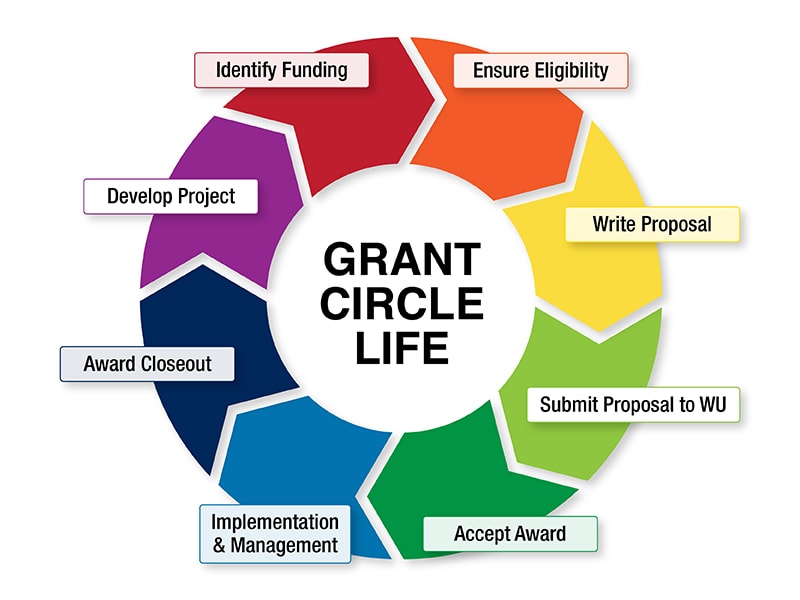 Identify Funding
Ensure Eligibility
Develop Project
Write Proposal
GRANT
CIRCLE
LIFE
Award Closeout
Submit Proposal to WU
Implementation
& Management
Accept Award